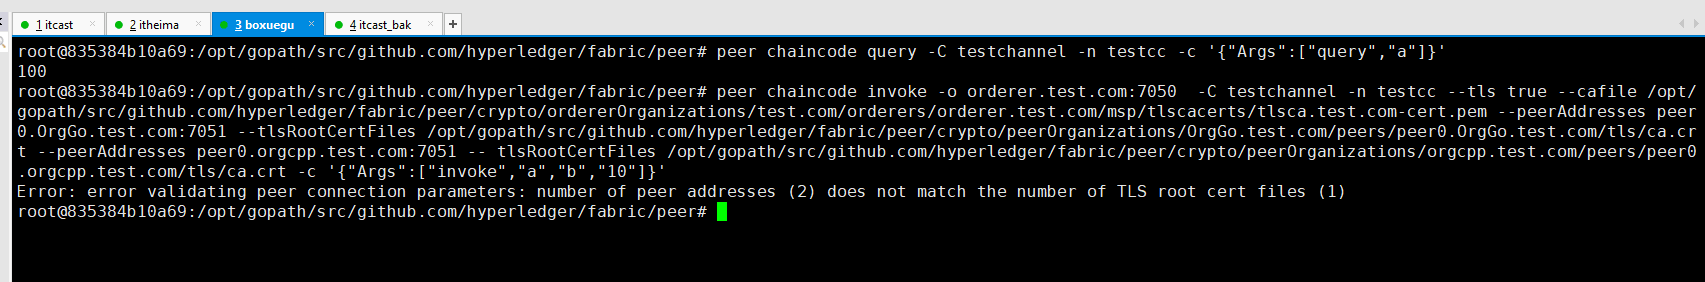 1 itcast × 2 itheima × 3 boxuegu × 4 itcast_bak × +
root@835384b10a69:/opt/gopath/src/github.com/hyperledger/fabric/peer# peer chaincode query -C testchannel -n testcc -c '{"Args":["query","a"]}'
100
root@835384b10a69:/opt/gopath/src/github.com/hyperledger/fabric/peer# peer chaincode invoke -o orderer.test.com:7050  -C testchannel -n testcc --tls true --cafile /opt/
gopath/src/github.com/hyperledger/fabric/peer/crypto/ordererOrganizations/test.com/orderers/orderer.test.com/msp/tlscacerts/tlsca.test.com-cert.pem --peerAddresses peer
0.OrgGo.test.com:7051 --tlsRootCertFiles /opt/gopath/src/github.com/hyperledger/fabric/peer/crypto/peerOrganizations/OrgGo.test.com/peers/peer0.OrgGo.test.com/tls/ca.cr
t --peerAddresses peer0.orgcpp.test.com:7051 -- tlsRootCertFiles /opt/gopath/src/github.com/hyperledger/fabric/peer/crypto/peerOrganizations/orgcpp.test.com/peers/peer0
.orgcpp.test.com/tls/ca.crt -c '{"Args":["invoke","a","b","10"]}'
Error: error validating peer connection parameters: number of peer addresses (2) does not match the number of TLS root cert files (1)
root@835384b10a69:/opt/gopath/src/github.com/hyperledger/fabric/peer#